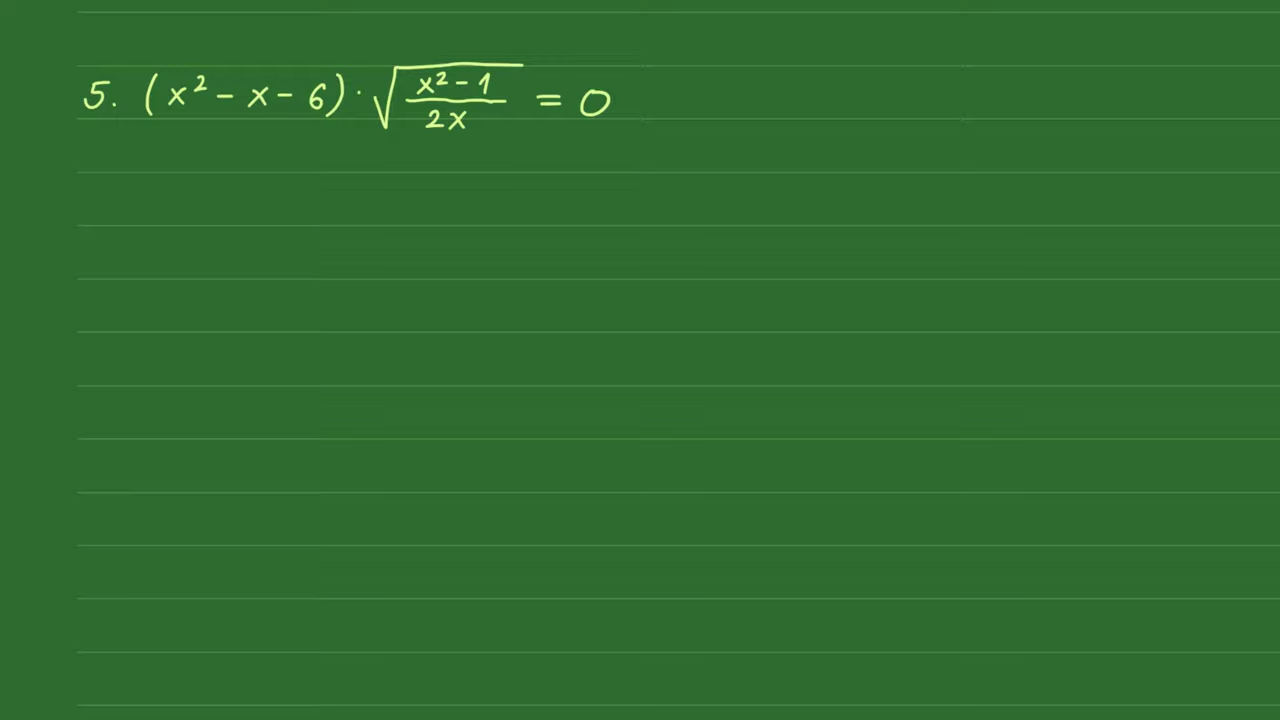 5. (x² - x - 6) · √((x² - 1)/(2x)) = 0